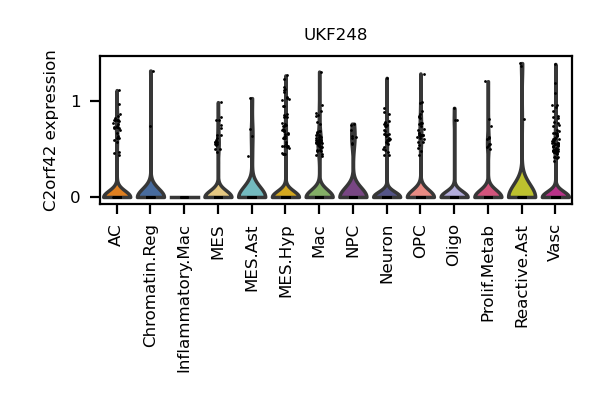 UKF248
C2orf42 expression
1
0
AC
Chromatin.Reg
Inflammatory.Mac
MES
MES.Ast
MES.Hyp
Mac
NPC
Neuron
OPC
Oligo
Prolif.Metab
Reactive.Ast
Vasc